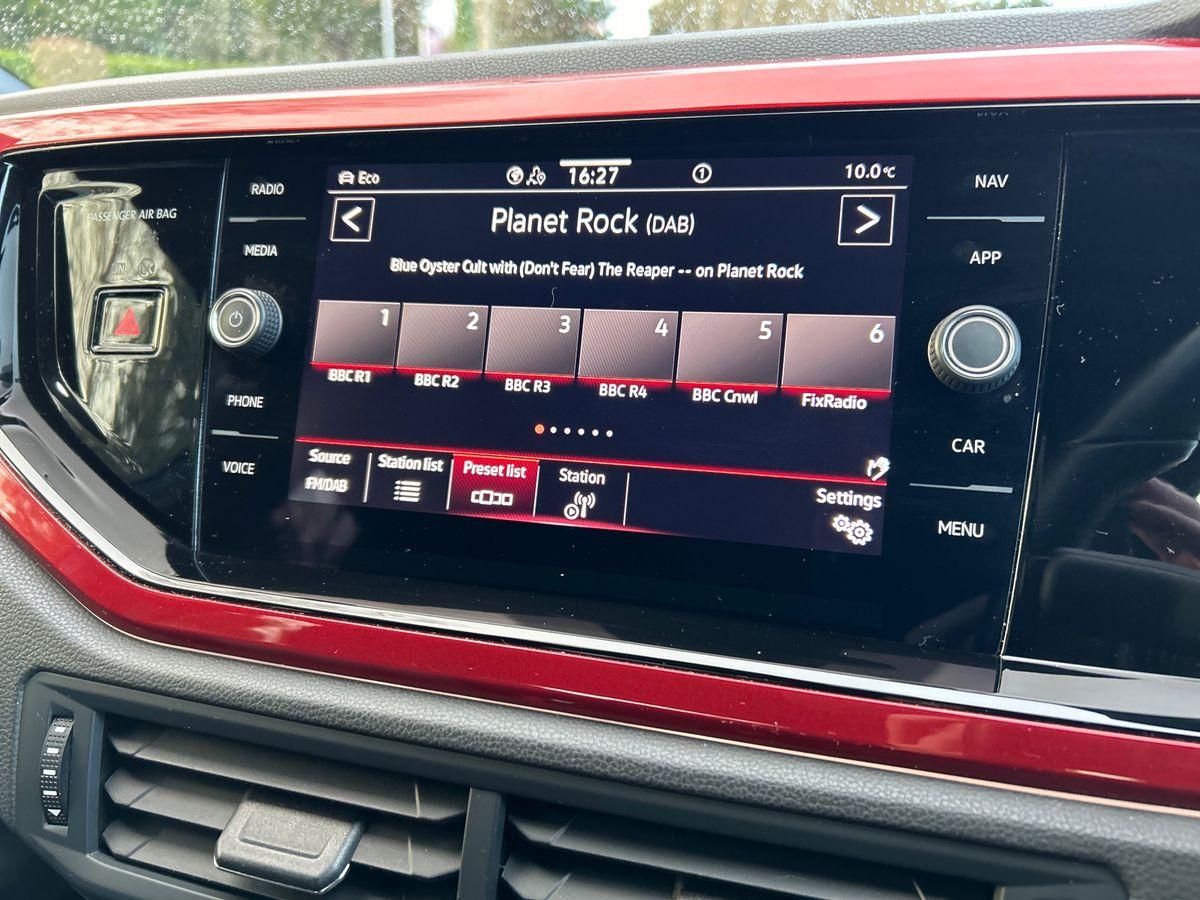 PASSENGER AIR BAG
RADIO
MEDIA
PHONE
VOICE
Eco
16:27
1
10.0°C
<
Planet Rock (DAB)
>
Blue Oyster Cult with (Don't Fear) The Reaper -- on Planet Rock
1 2 3 4 5 6
BBC R1 BBC R2 BBC R3 BBC R4 BBC Cnwl FixRadio
Source Station list Preset list Station Settings
FM/DAB
NAV
APP
CAR
MENU